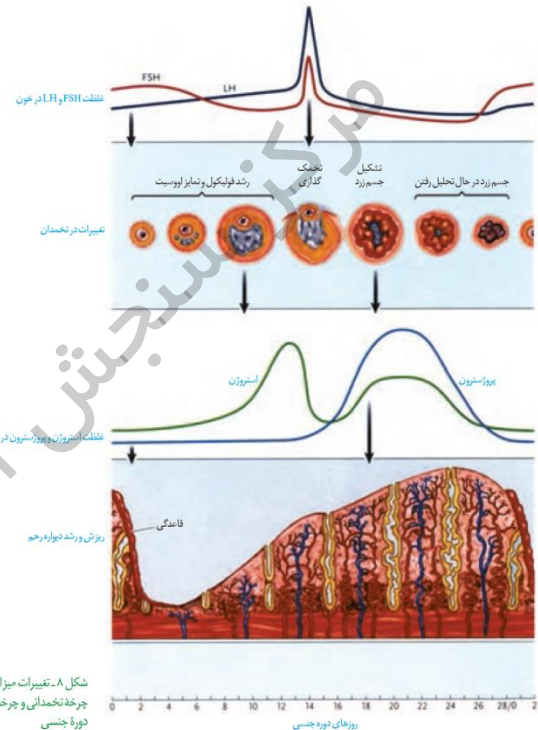 FSH
LH
غلظت FSH و LH در خون
رشد فولیکول و تمایز اووسیت
تخمک
گذاری
تشکیل
جسم زرد
جسم زرد در حال تحلیل رفتن
تغییرات در تخمدان
استروژن
پروژسترون
غلظت استروژن و پروژسترون در
قاعدگی
ریزش و رشد دیواره رحم
0 2 4 6 8 10 12 14 16 18 20 22 24 26 28/0 2
روزهای دوره جنسی
شکل ۸ـ تغییرات میزا
چرخهٔ تخمدانی و چرخ
دورهٔ جنسی
مرکز سنجش